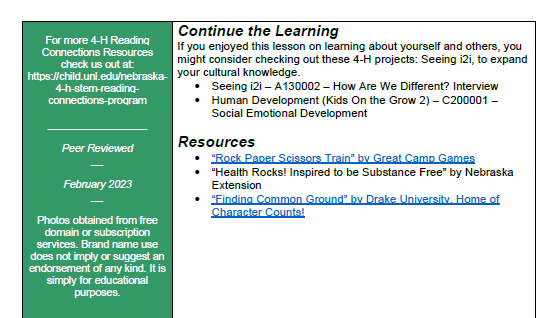 For more 4-H Reading
Connections Resources
check us out at:
https://child.unl.edu/nebraska-
4-h-stem-reading-
connections-program
Peer Reviewed
February 2023
Photos obtained from free
domain or subscription
services. Brand name use
does not imply or suggest an
endorsement of any kind. It is
simply for educational
purposes.
Continue the Learning
If you enjoyed this lesson on learning about yourself and others, you
might consider checking out these 4-H projects: Seeing i2i, to expand
your cultural knowledge.
• Seeing i2i – A130002 – How Are We Different? Interview
• Human Development (Kids On the Grow 2) – C200001 –
Social Emotional Development
Resources
• “Rock Paper Scissors Train” by Great Camp Games
• “Health Rocks! Inspired to be Substance Free” by Nebraska
Extension
• “Finding Common Ground” by Drake University, Home of
Character Counts!